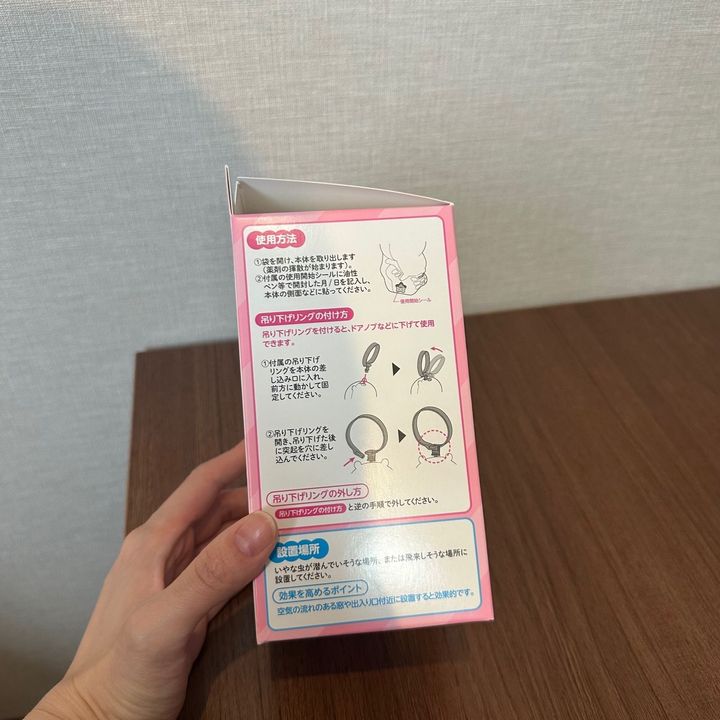 使用方法
①袋を開け、本体を取り出します
(薬剤の揮散が始まります)。
②付属の使用開始シールに油性
ペン等で開封した月/日を記入し、
本体の側面などに貼ってください。
使用開始シール
吊り下げリングの付け方
吊り下げリングを付けると、ドアノブなどに下げて使用
できます。
①付属の吊り下げ
リングを本体の差
し込み口に入れ、
前方に動かして固
定してください。
②吊り下げリングを
開き、吊り下げた後
に突起を穴に差し
込んでください。
吊り下げリングの外し方
吊り下げリングの付け方 と逆の手順で外してください。
設置場所
いやな虫が潜んでいそうな場所、または飛来しそうな場所に
設置してください。
効果を高めるポイント
空気の流れのある窓や出入り口付近に設置すると効果的です。